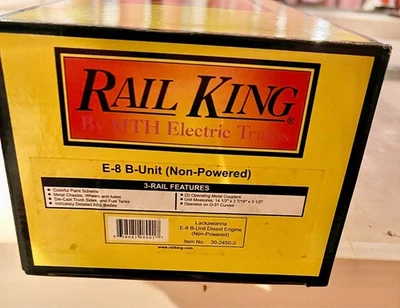 RAIL KING®
By MTH Electric Trains
E-8 B-Unit (Non-Powered)
3-RAIL FEATURES
Colorful Paint Scheme
Metal Chassis, Wheels and Axles
Die-Cast Truck Sides, and Fuel Tanks
Intricately Detailed ABS Bodies
(2) Operating Metal Couplers
Unit Measures: 14 1/2" x 2 7/16" x 3 1/2"
Operates on O-31 Curves
Lackawanna
E-8 B-Unit Diesel Engine
(Non-Powered)
Item No. 30-2450-3
www.railking.com